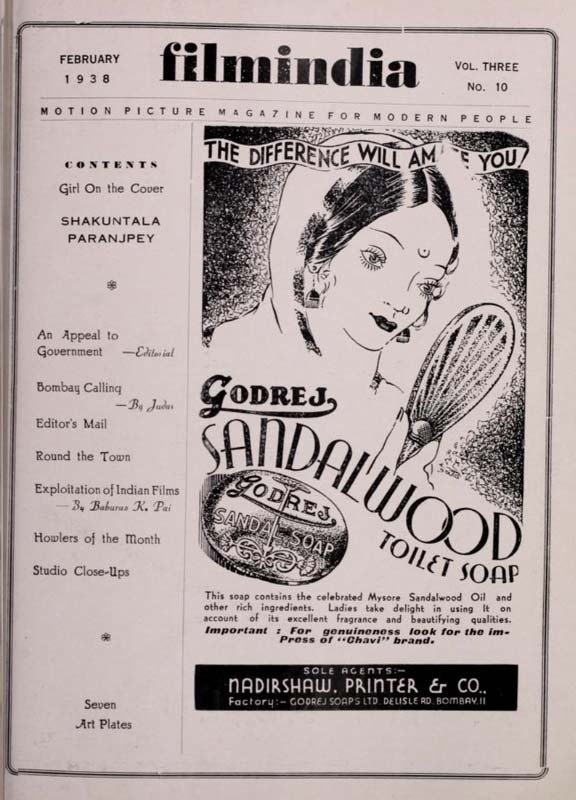 FEBRUARY
1938
filmindia
VOL. THREE
No. 10
MOTION PICTURE MAGAZINE FOR MODERN PEOPLE
CONTENTS
Girl On the Cover
SHAKUNTALA
PARANJPEY
An Appeal to
Government —Editorial
Bombay Calling
—By Judas
Editor's Mail
Round the Town
Exploitation of Indian Films
—By Baburao K. Pai
Howlers of the Month
Studio Close-Ups
Seven
Art Plates
THE DIFFERENCE WILL AM E YOU!
GODREJ
SANDALWOOD
TOILET SOAP
GODREJ
SANDAL SOAP
This soap contains the celebrated Mysore Sandalwood Oil and
other rich ingredients. Ladies take delight in using It on
account of its excellent fragrance and beautifying qualities.
Important : For genuineness look for the im-
Press of "Chavi" brand.
SOLE AGENTS:-
NADIRSHAW, PRINTER & CO.,
Factory:- GODREJ SOAPS LTD. DELISLE RD. BOMBAY.11